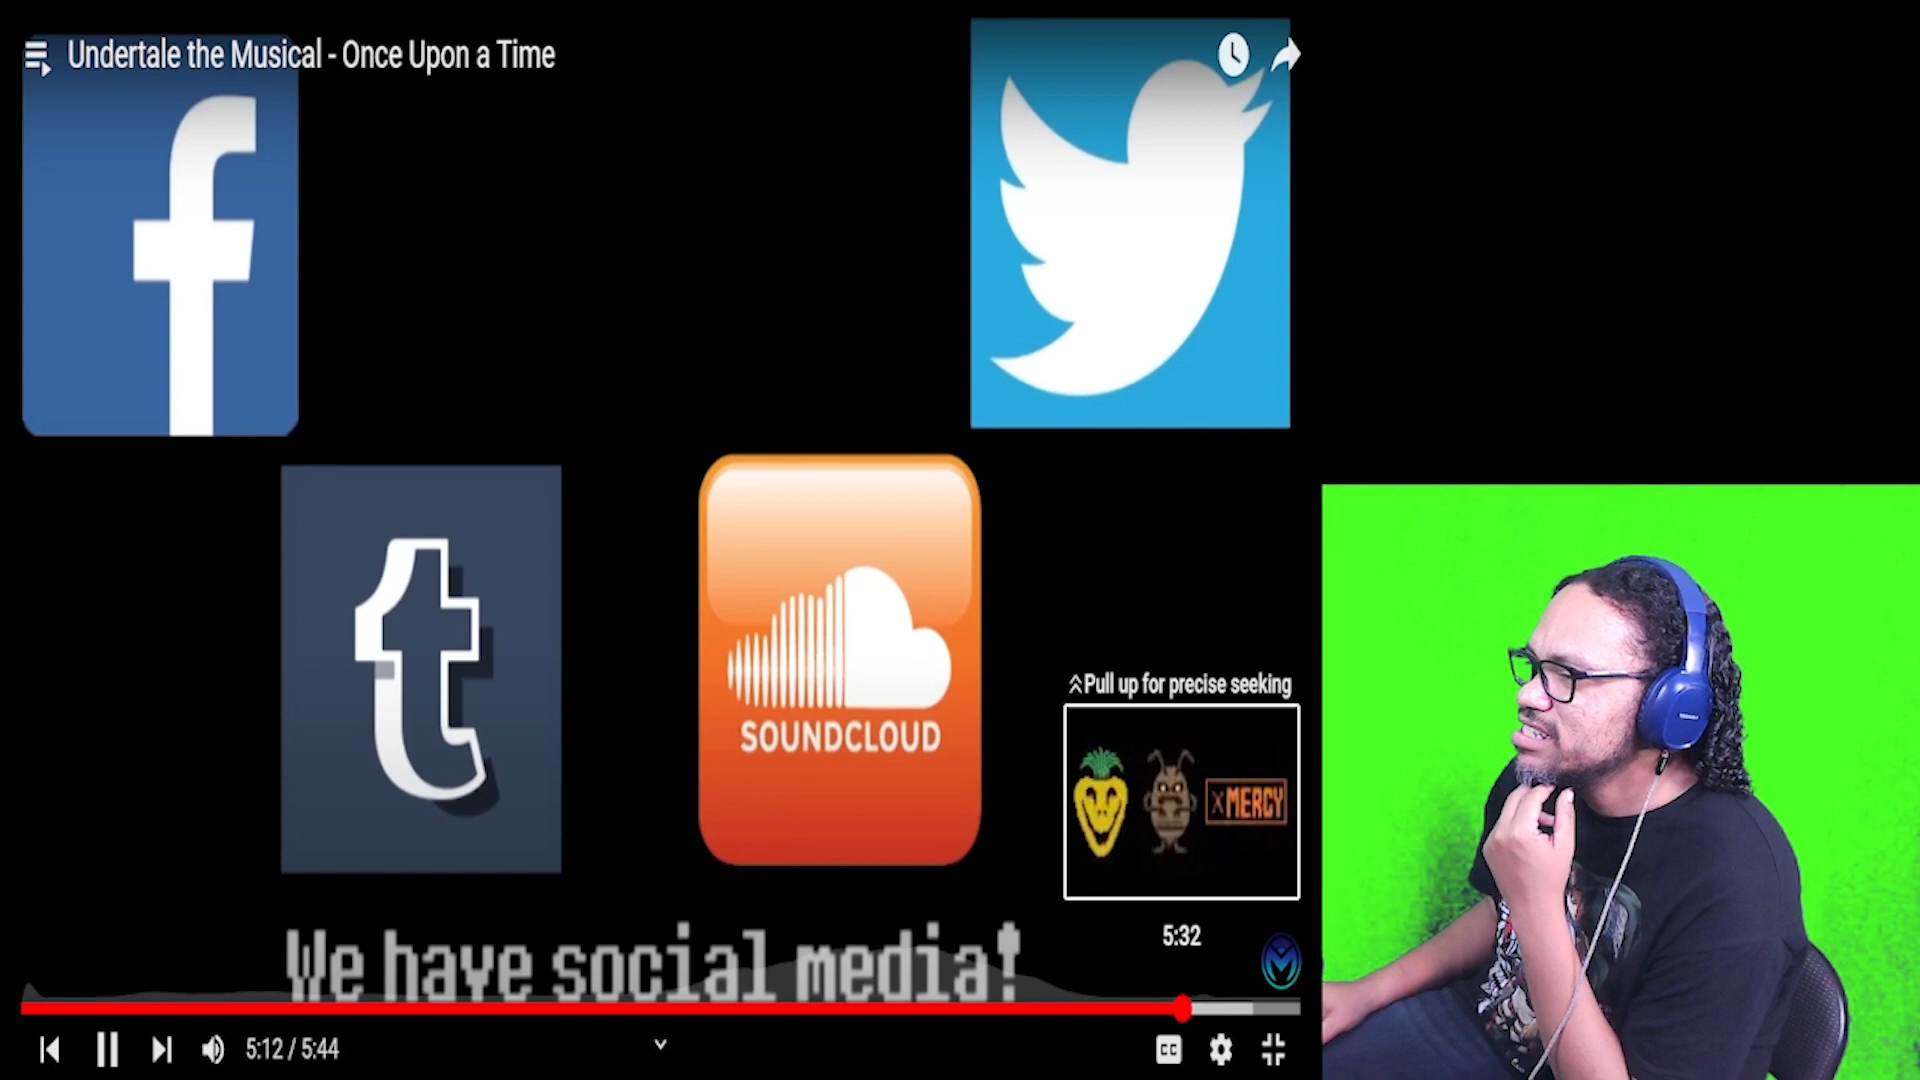 Undertale the Musical - Once Upon a Time
SOUNDCLOUD
Pull up for precise seeking
×MERCY
5:32
We have social media!
5:12 / 5:44
CC